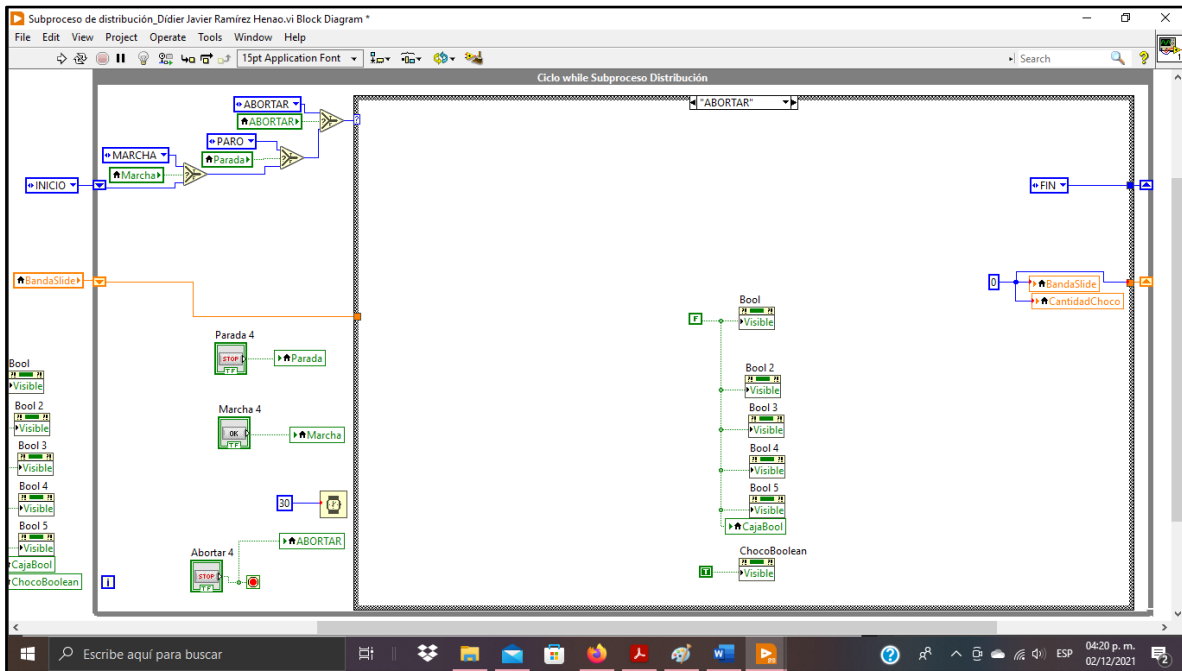 Subproceso de distribución_Dídier Javier Ramírez Henao.vi Block Diagram *
File Edit View Project Operate Tools Window Help
15pt Application Font
Search
Ciclo while Subproceso Distribución
ABORTAR
"ABORTAR"
ABORTAR
PARO
Parada
MARCHA
Marcha
INICIO
FIN
BandaSlide
0
BandaSlide
CantidadChoco
Bool
F
Visible
Parada 4
STOP
TF
Parada
Bool
Visible
Bool 2
Visible
Bool 2
Visible
Marcha 4
OK
TF
Marcha
Bool 3
Visible
Bool 3
Visible
Bool 4
Visible
Bool 4
Visible
30
Bool 5
Visible
Bool 5
Visible
CajaBool
ABORTAR
Abortar 4
STOP
TF
CajaBool
ChocoBoolean
i
ChocoBoolean
T
Visible
Escribe aquí para buscar
ESP
04:20 p. m.
02/12/2021
2